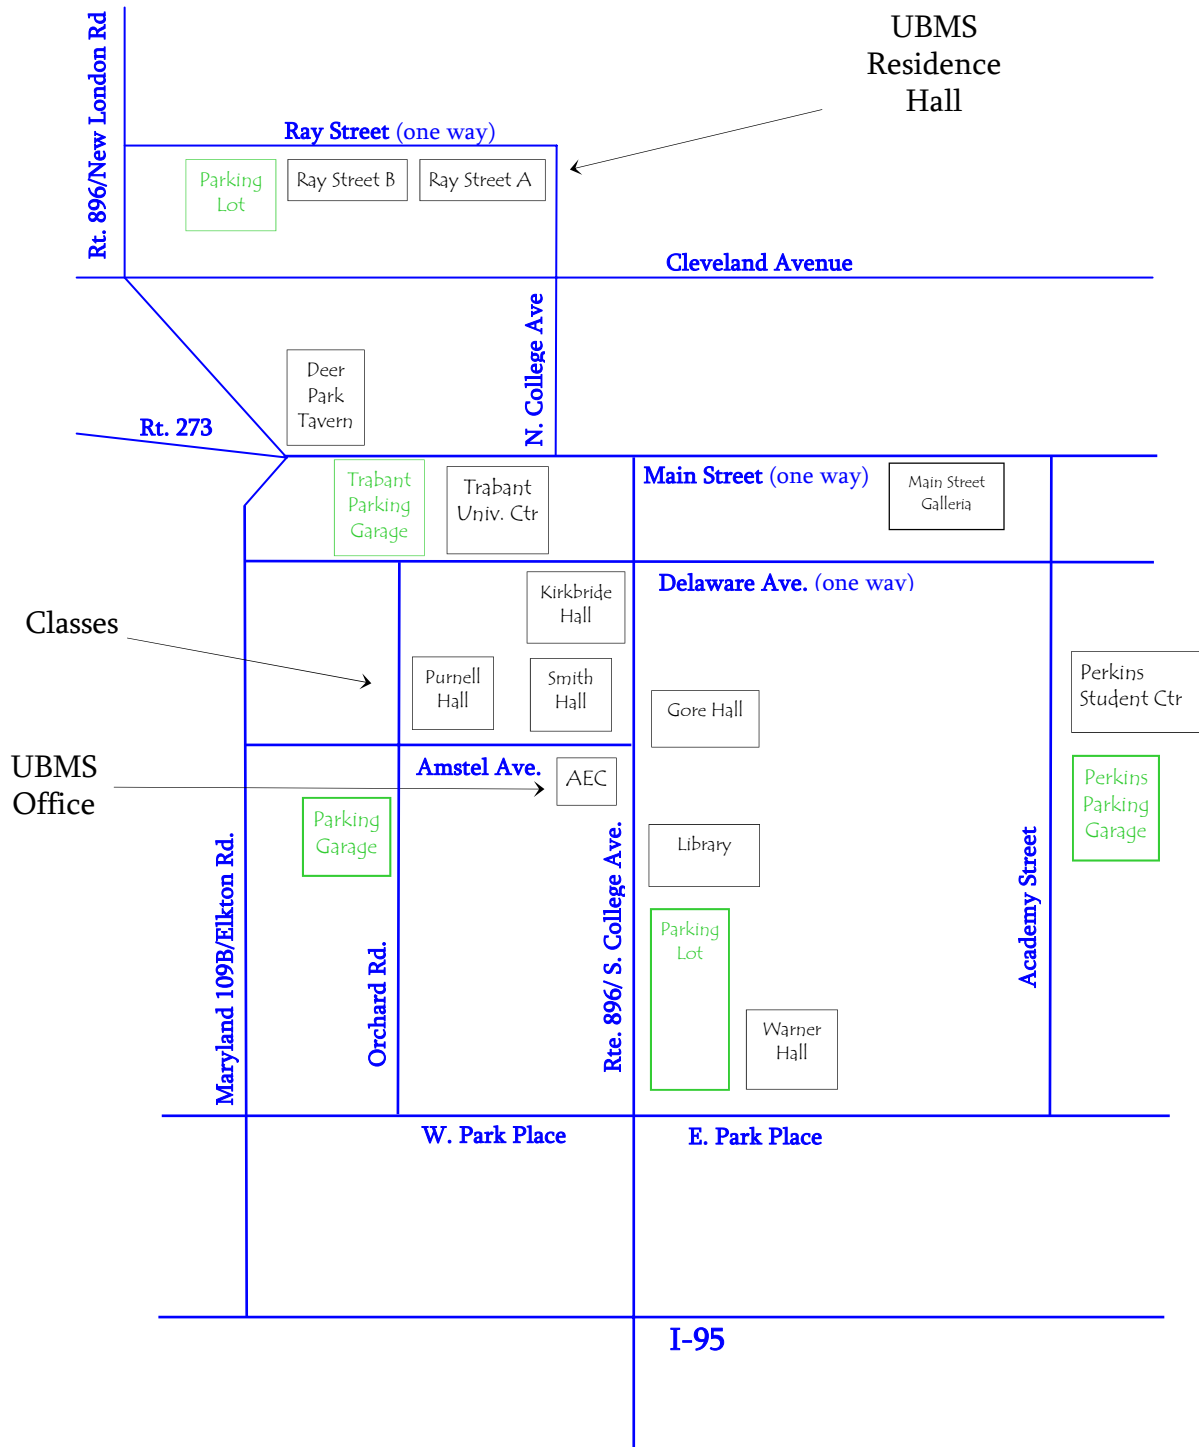 UBMS
Residence
Hall
Rt. 896/New London Rd
Ray Street (one way)
Parking
Lot
Ray Street B
Ray Street A
Cleveland Avenue
N. College Ave
Deer
Park
Tavern
Rt. 273
Trabant
Parking
Garage
Trabant
Univ. Ctr
Main Street (one way)
Main Street
Galleria
Delaware Ave. (one way)
Kirkbride
Hall
Classes
Purnell
Hall
Smith
Hall
Gore Hall
Perkins
Student Ctr
UBMS
Office
Amstel Ave.
AEC
Parking
Garage
Library
Perkins
Parking
Garage
Maryland 109B/Elkton Rd.
Orchard Rd.
Rte. 896/ S. College Ave.
Academy Street
Parking
Lot
Warner
Hall
W. Park Place
E. Park Place
I-95